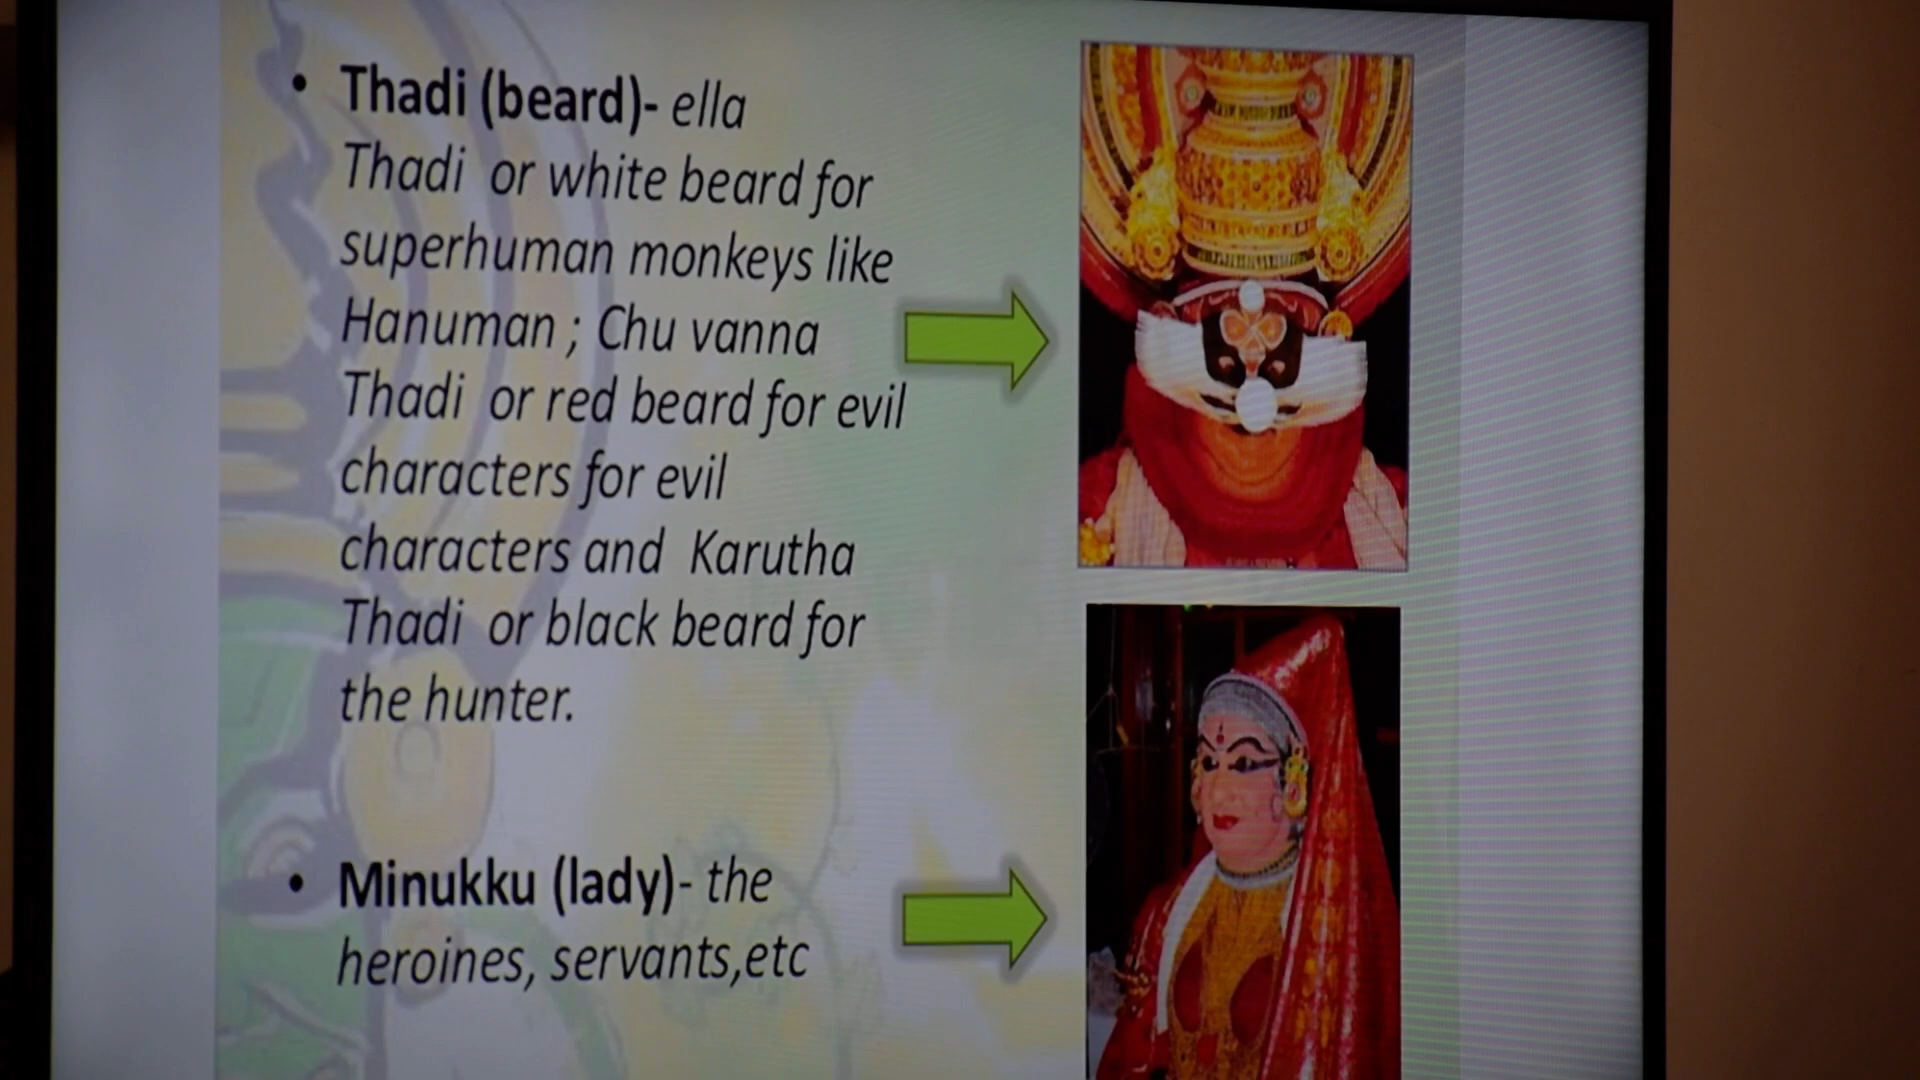 • Thadi (beard)- ella
Thadi or white beard for
superhuman monkeys like
Hanuman ; Chu vanna
Thadi or red beard for evil
characters for evil
characters and Karutha
Thadi or black beard for
the hunter.
• Minukku (lady)- the
heroines, servants,etc